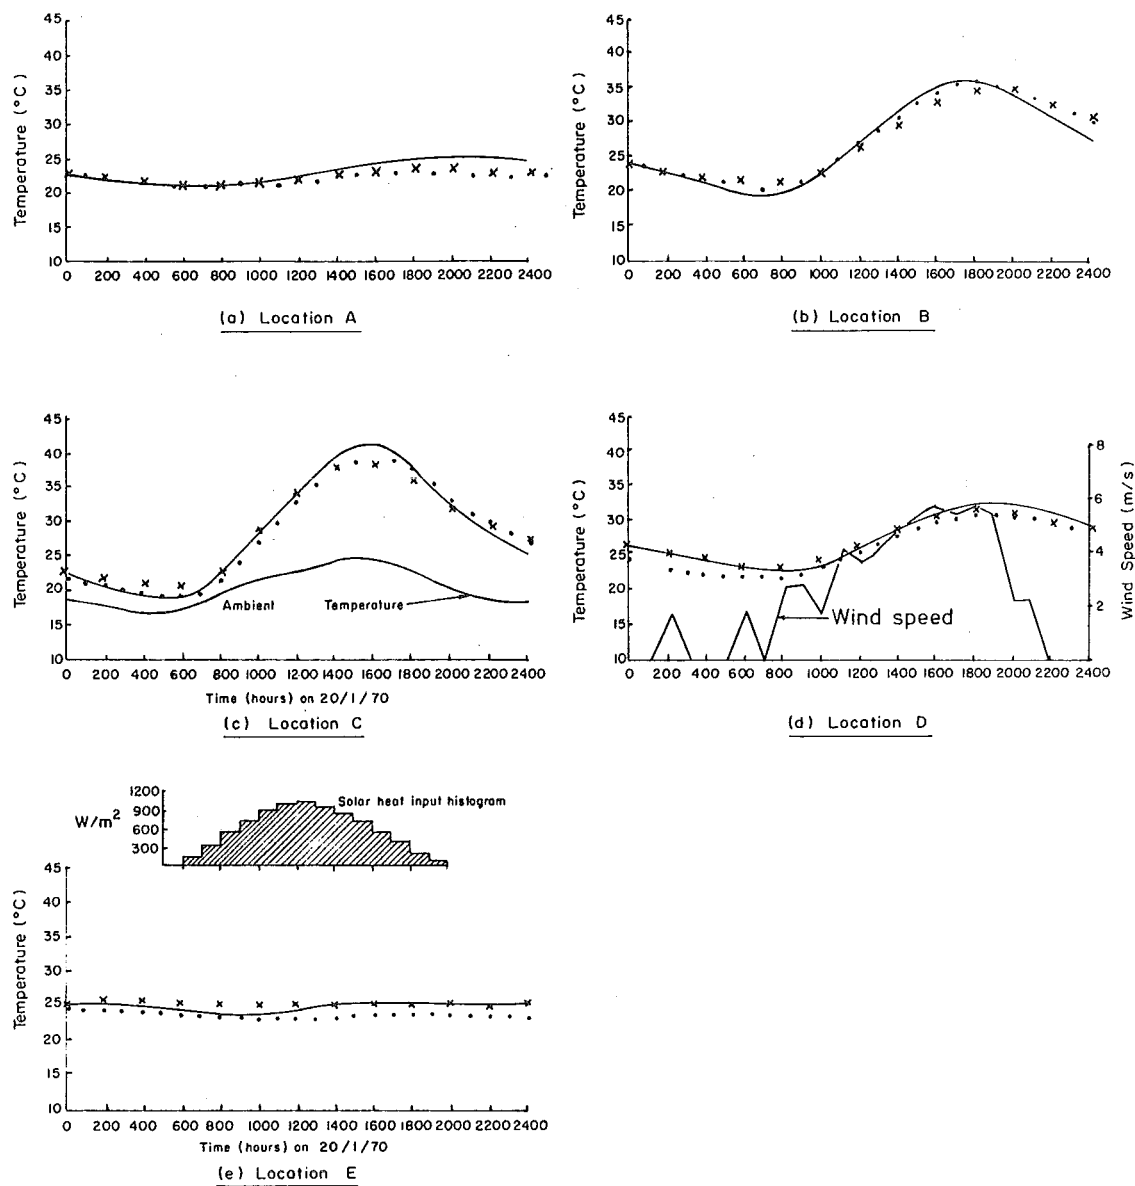 45
40
35
30
25
20
15
10
Temperature (°C)
0 200 400 600 800 1000 1200 1400 1600 1800 2000 2200 2400
(a) Location A
45
40
35
30
25
20
15
10
Temperature (°C)
0 200 400 600 800 1000 1200 1400 1600 1800 2000 2200 2400
(b) Location B
45
40
35
30
25
20
15
10
Temperature (°C)
Ambient Temperature
0 200 400 600 800 1000 1200 1400 1600 1800 2000 2200 2400
Time (hours) on 20/1/70
(c) Location C
45
40
35
30
25
20
15
10
Temperature (°C)
8
6
4
2
Wind Speed (m/s)
Wind speed
0 200 400 600 800 1000 1200 1400 1600 1800 2000 2200 2400
(d) Location D
1200
900
600
300
W/m²
Solar heat input histogram
45
40
35
30
25
20
15
10
Temperature (°C)
0 200 400 600 800 1000 1200 1400 1600 1800 2000 2200 2400
Time (hours) on 20/1/70
(e) Location E